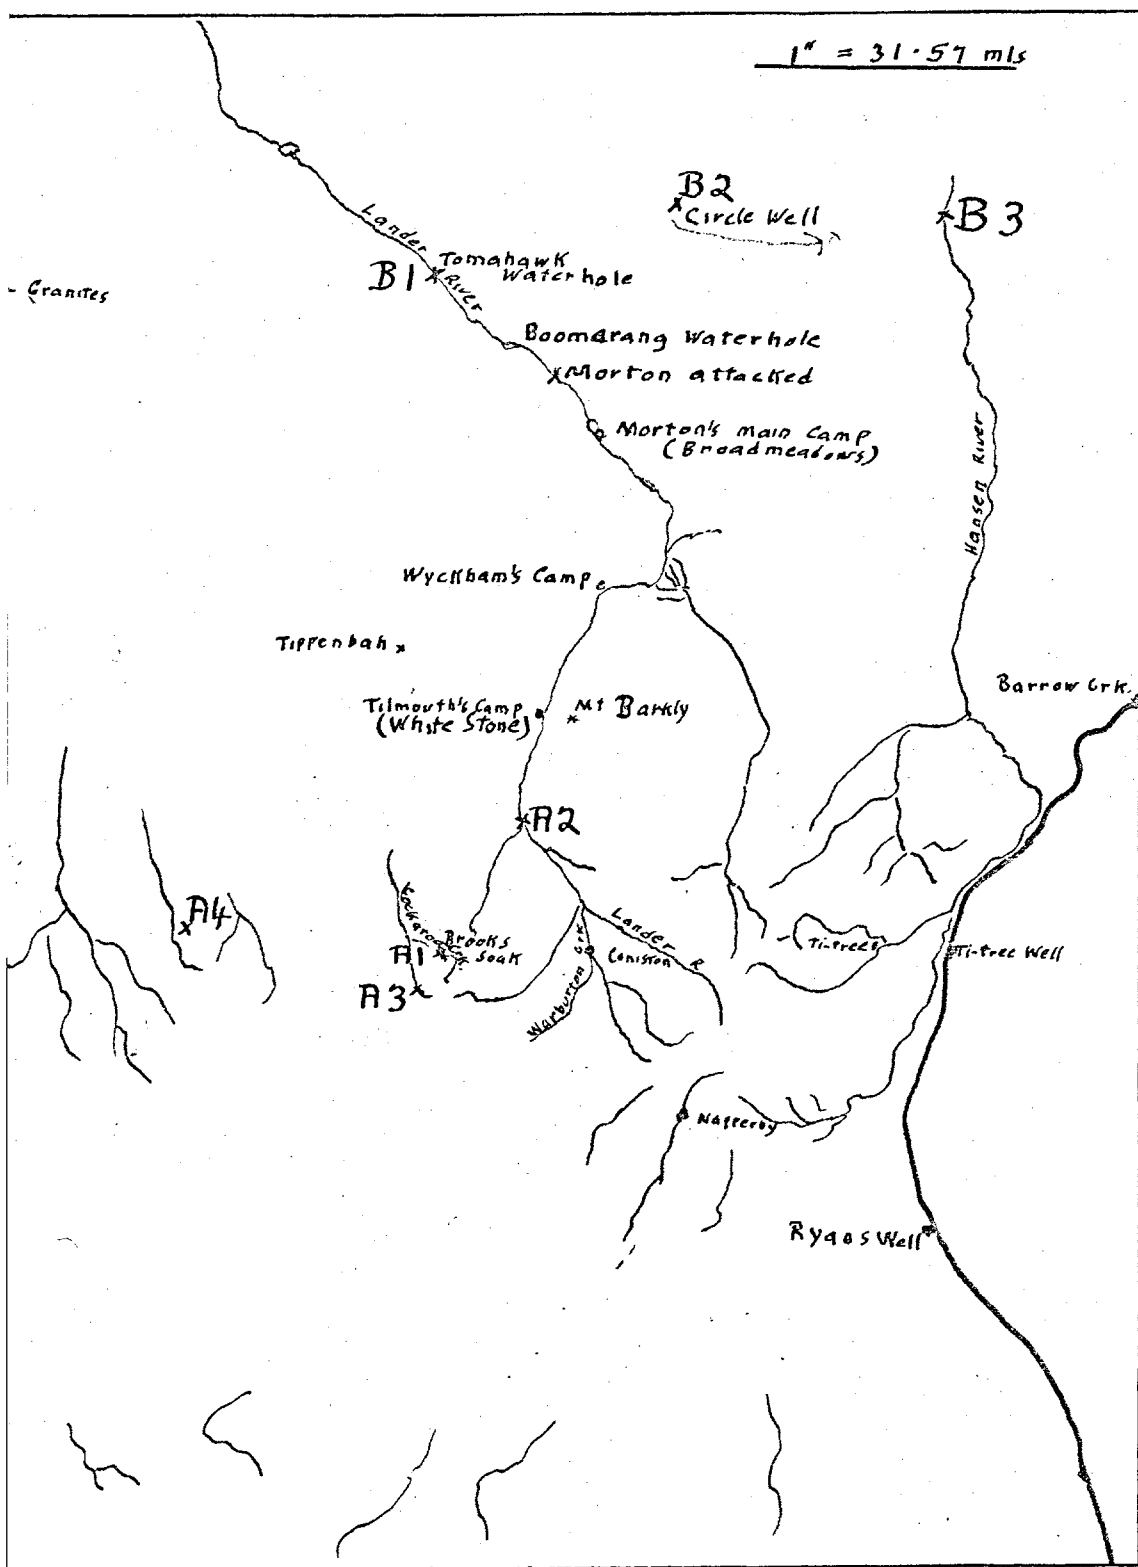 1" = 31.57 mls
B2
Circle Well
B3
Lander
River
Tomahawk
Waterhole
B1
Granites
Boomarang Waterhole
Morton attacked
Morton's main Camp
(Broadmeadows)
Hansen River
Wyckham's Camp
Tippenbah
Barrow Crk.
Tilmouth's Camp
(White Stone)
Mt Barkly
A2
A4
Brooks
Soak
A1
A3
Warburton Crk
Lander R
Coniston
Ti-trees
Ti-tree Well
Napperby
Ryans Well